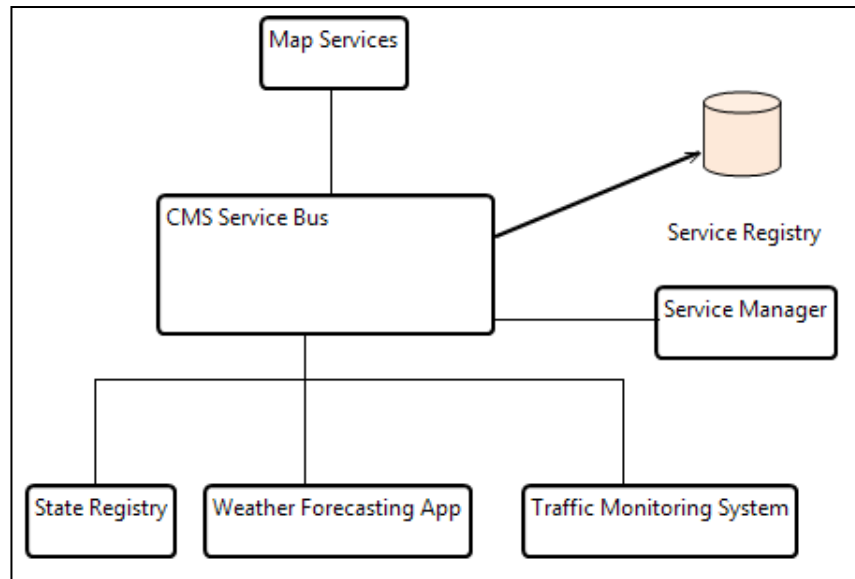 Map Services
CMS Service Bus
Service Registry
Service Manager
State Registry
Weather Forecasting App
Traffic Monitoring System